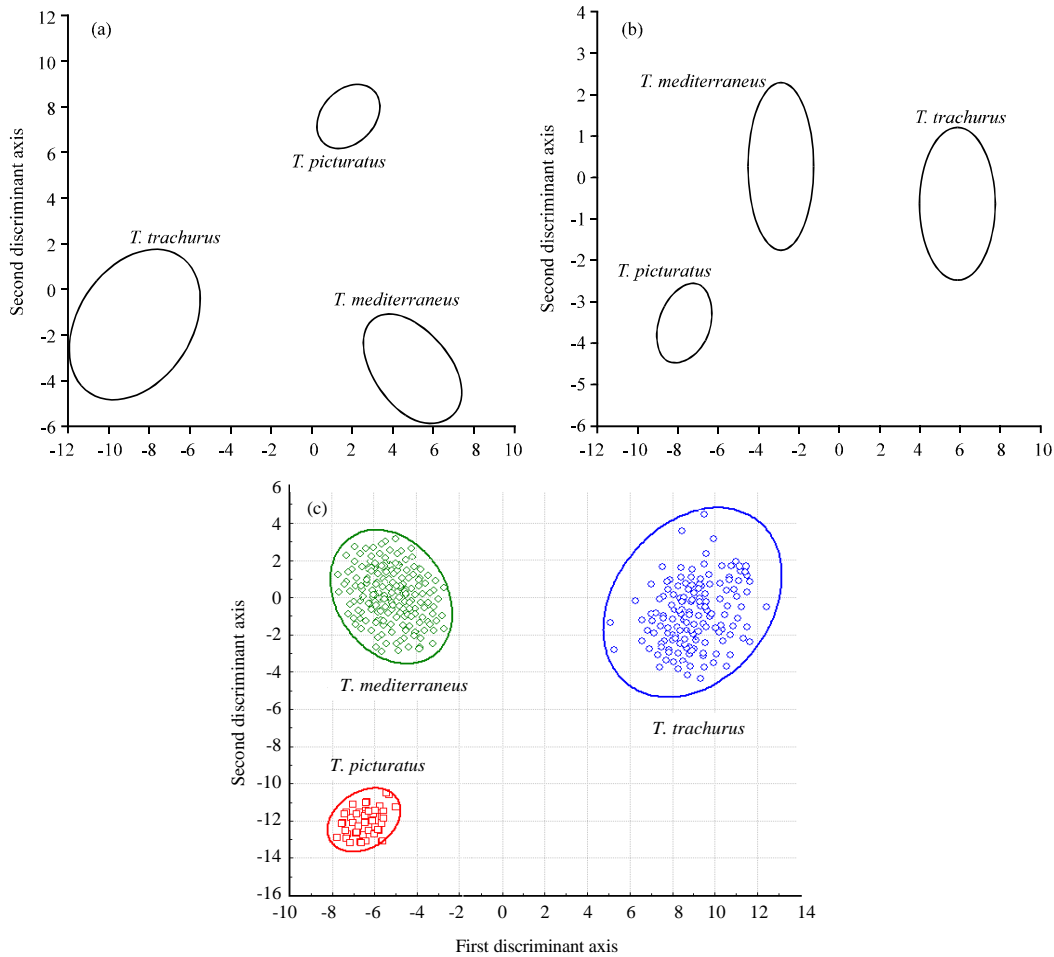 (a)
12
10
8
6
4
2
0
-2
-4
-6
Second discriminant axis
T. picturatus
T. trachurus
T. mediterraneus
-12 -10 -8 -6 -4 -2 0 2 4 6 8 10
(b)
4
3
2
1
0
-1
-2
-3
-4
-5
-6
Second discriminant axis
T. mediterraneus
T. trachurus
T. picturatus
-12 -10 -8 -6 -4 -2 0 2 4 6 8 10
(c)
6
4
2
0
-2
-4
-6
-8
-10
-12
-14
-16
Second discriminant axis
T. mediterraneus
T. trachurus
T. picturatus
-10 -8 -6 -4 -2 0 2 4 6 8 10 12 14
First discriminant axis